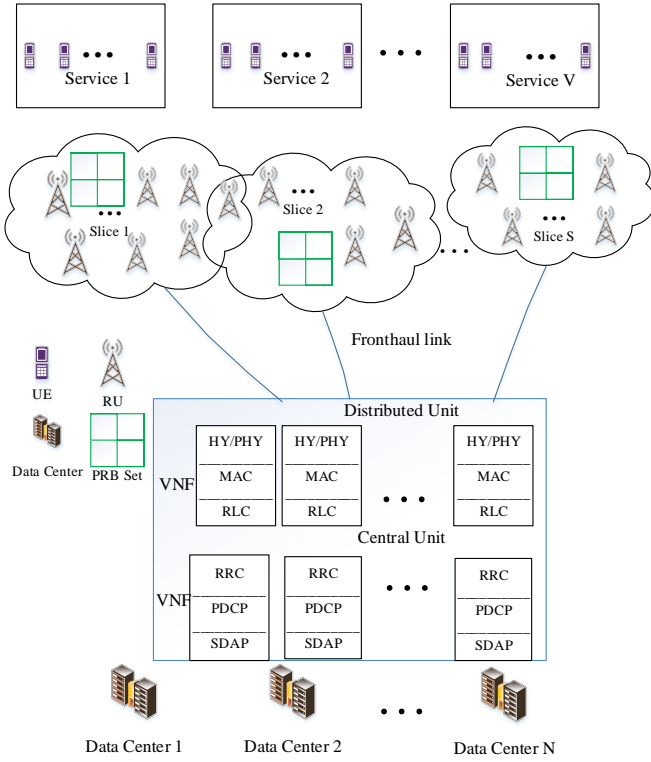 Service 1
Service 2
Service V
Slice 1
Slice 2
Slice S
Fronthaul link
UE
RU
Data Center
PRB Set
Distributed Unit
VNF
HY/PHY
MAC
RLC
HY/PHY
MAC
RLC
HY/PHY
MAC
RLC
Central Unit
VNF
RRC
PDCP
SDAP
RRC
PDCP
SDAP
RRC
PDCP
SDAP
Data Center 1
Data Center 2
Data Center N